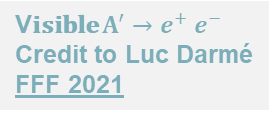 Visible A′ → e⁺ e⁻
Credit to Luc Darmé
FFF 2021